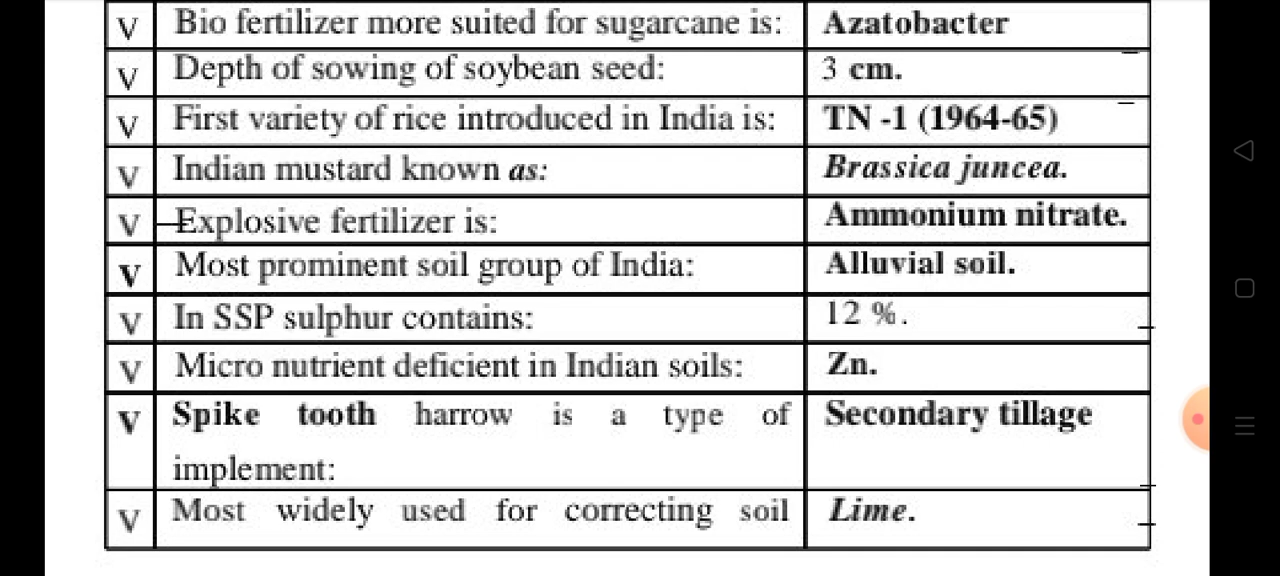 V Bio fertilizer more suited for sugarcane is: Azatobacter
V Depth of sowing of soybean seed: 3 cm.
V First variety of rice introduced in India is: TN -1 (1964-65)
V Indian mustard known as: Brassica juncea.
V Explosive fertilizer is: Ammonium nitrate.
V Most prominent soil group of India: Alluvial soil.
V In SSP sulphur contains: 12 %.
V Micro nutrient deficient in Indian soils: Zn.
V Spike tooth harrow is a type of Secondary tillage
implement:
V Most widely used for correcting soil Lime.